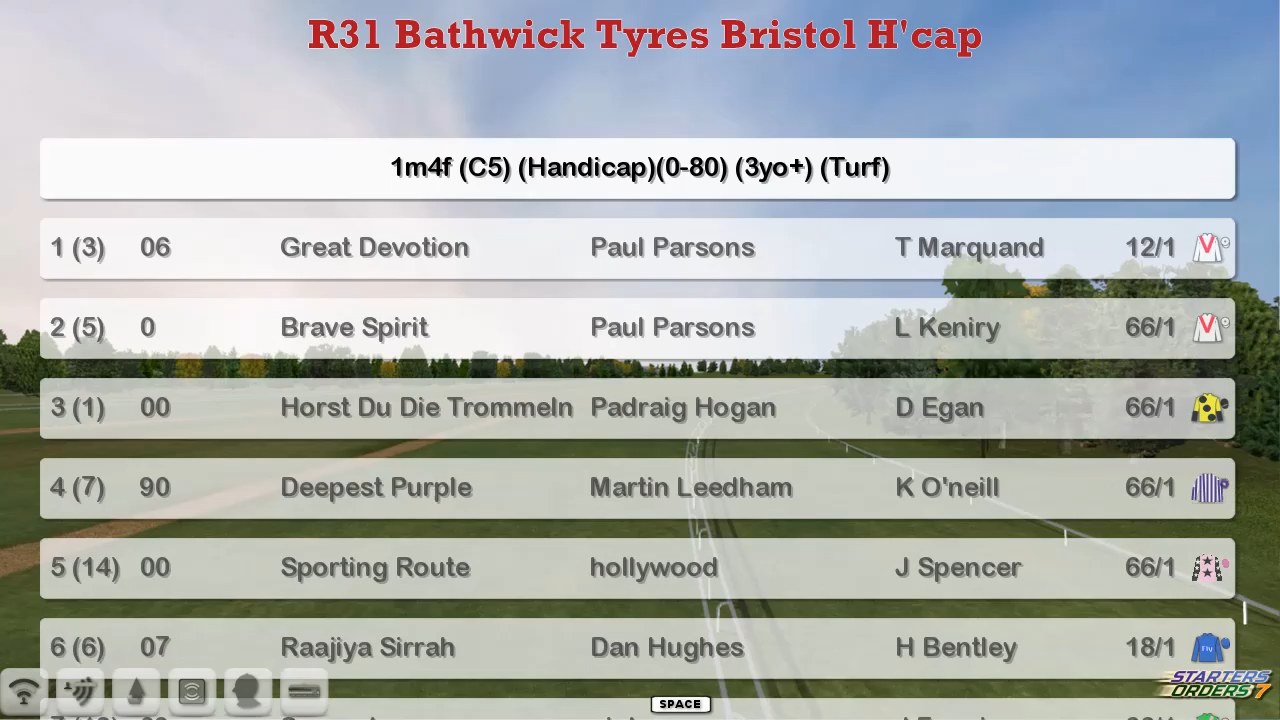 R31 Bathwick Tyres Bristol H'cap
1m4f (C5) (Handicap)(0-80) (3yo+) (Turf)
1 (3) 06 Great Devotion Paul Parsons T Marquand 12/1
2 (5) 0 Brave Spirit Paul Parsons L Keniry 66/1
3 (1) 00 Horst Du Die Trommeln Padraig Hogan D Egan 66/1
4 (7) 90 Deepest Purple Martin Leedham K O'neill 66/1
5 (14) 00 Sporting Route hollywood J Spencer 66/1
6 (6) 07 Raajiya Sirrah Dan Hughes H Bentley 18/1
SPACE
STARTERS
ORDERS 7